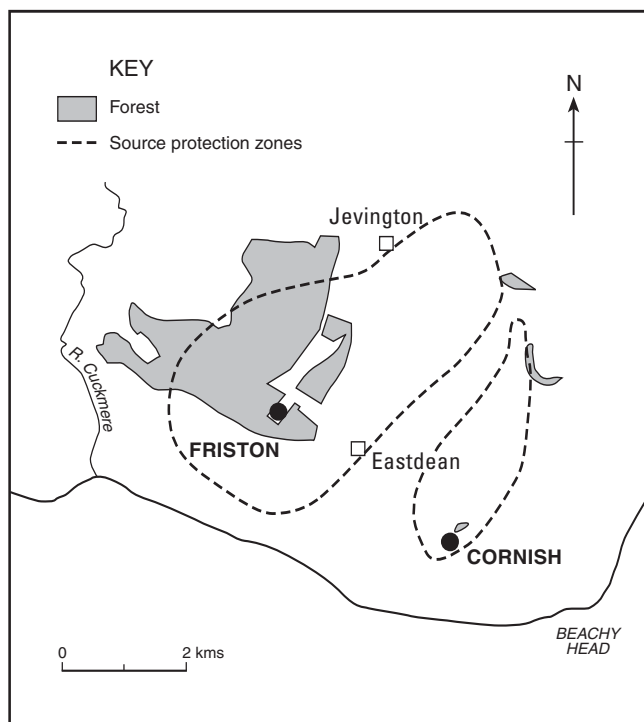 KEY
Forest
Source protection zones
N
Jevington
R. Cuckmere
FRISTON
Eastdean
CORNISH
BEACHY
HEAD
0 2 kms